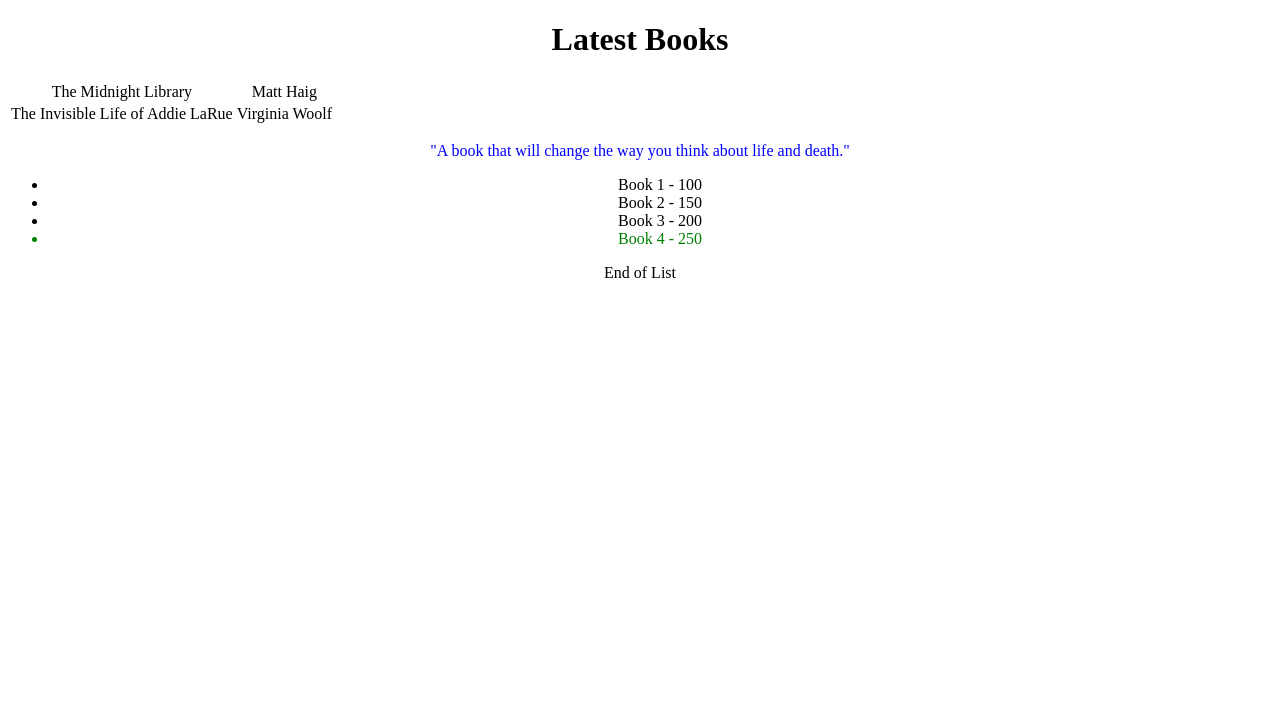 Latest Books
The Midnight Library Matt Haig
The Invisible Life of Addie LaRue Virginia Woolf
"A book that will change the way you think about life and death."
Book 1 - 100
Book 2 - 150
Book 3 - 200
Book 4 - 250
End of List